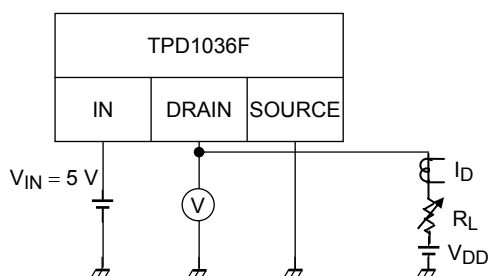 TPD1036F
IN DRAIN SOURCE
V_IN = 5 V
V
I_D
R_L
V_DD